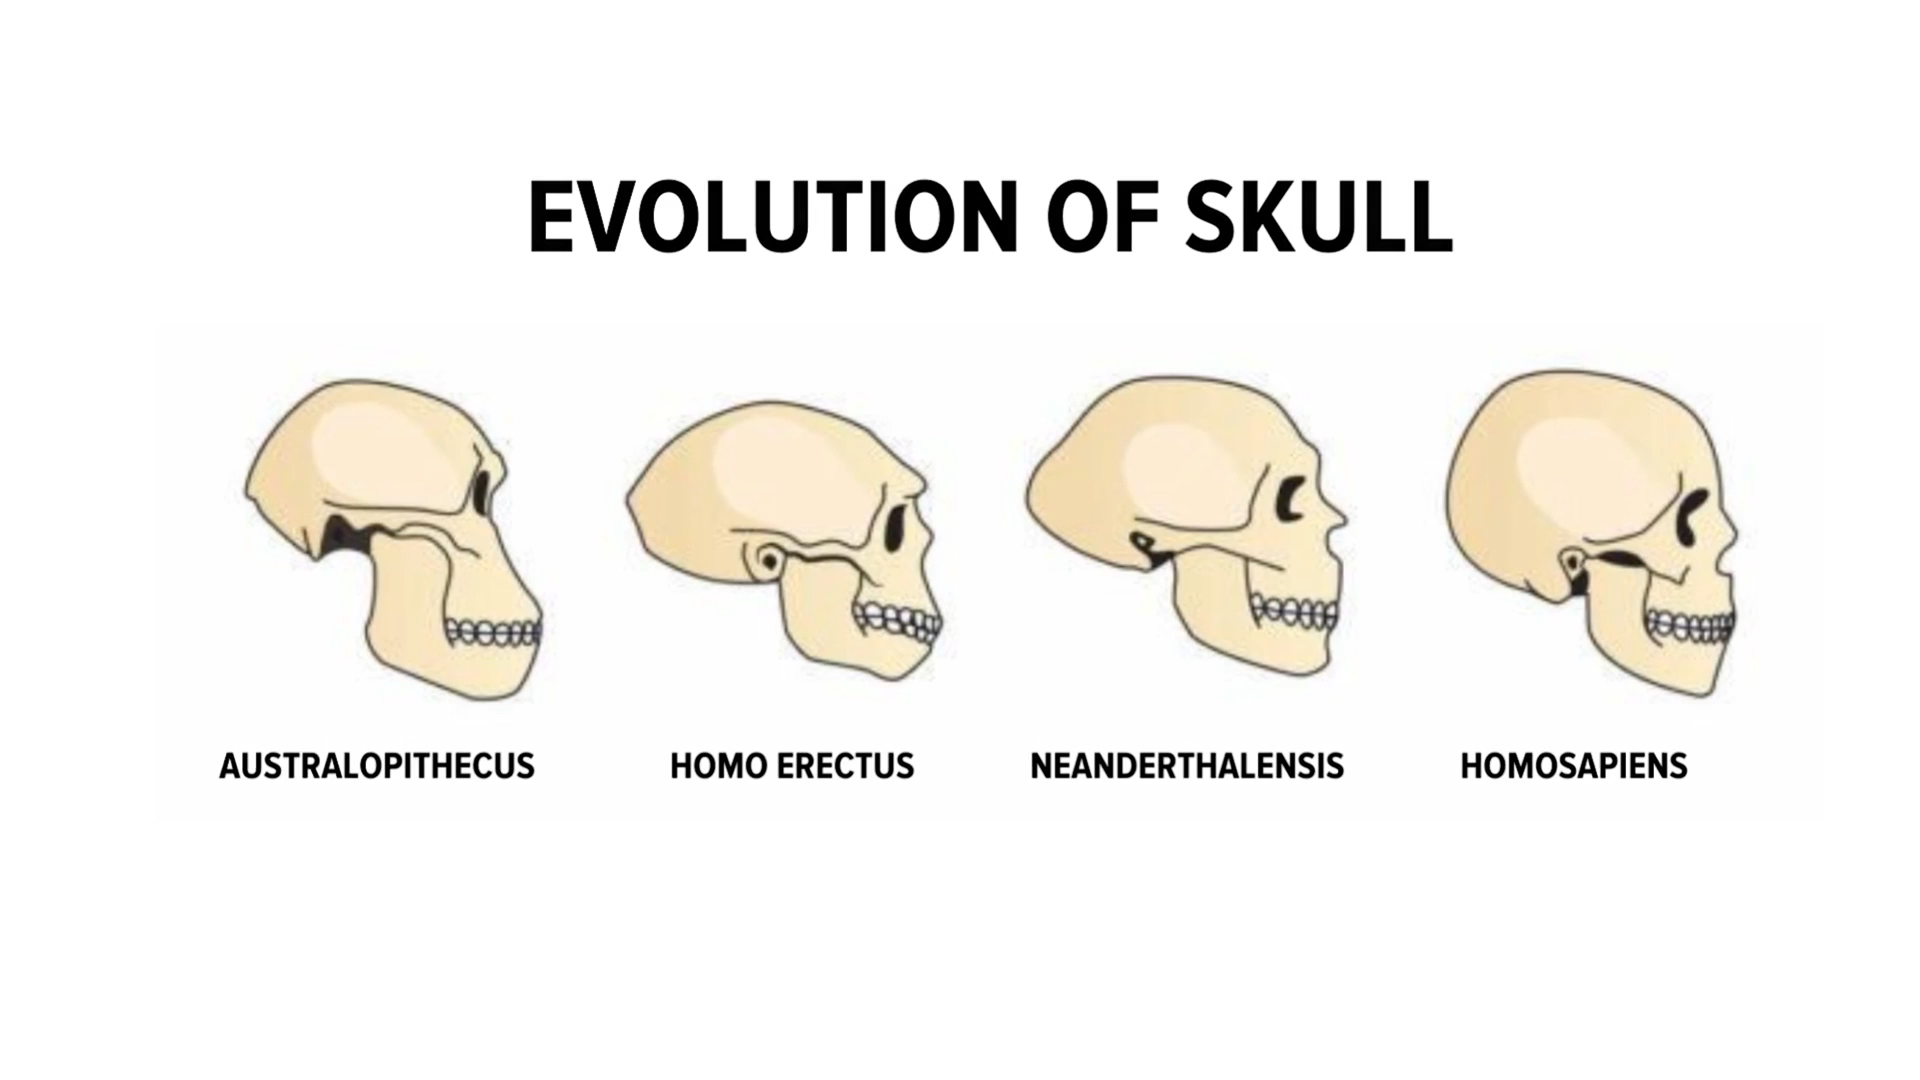 EVOLUTION OF SKULL
AUSTRALOPITHECUS
HOMO ERECTUS
NEANDERTHALENSIS
HOMOSAPIENS